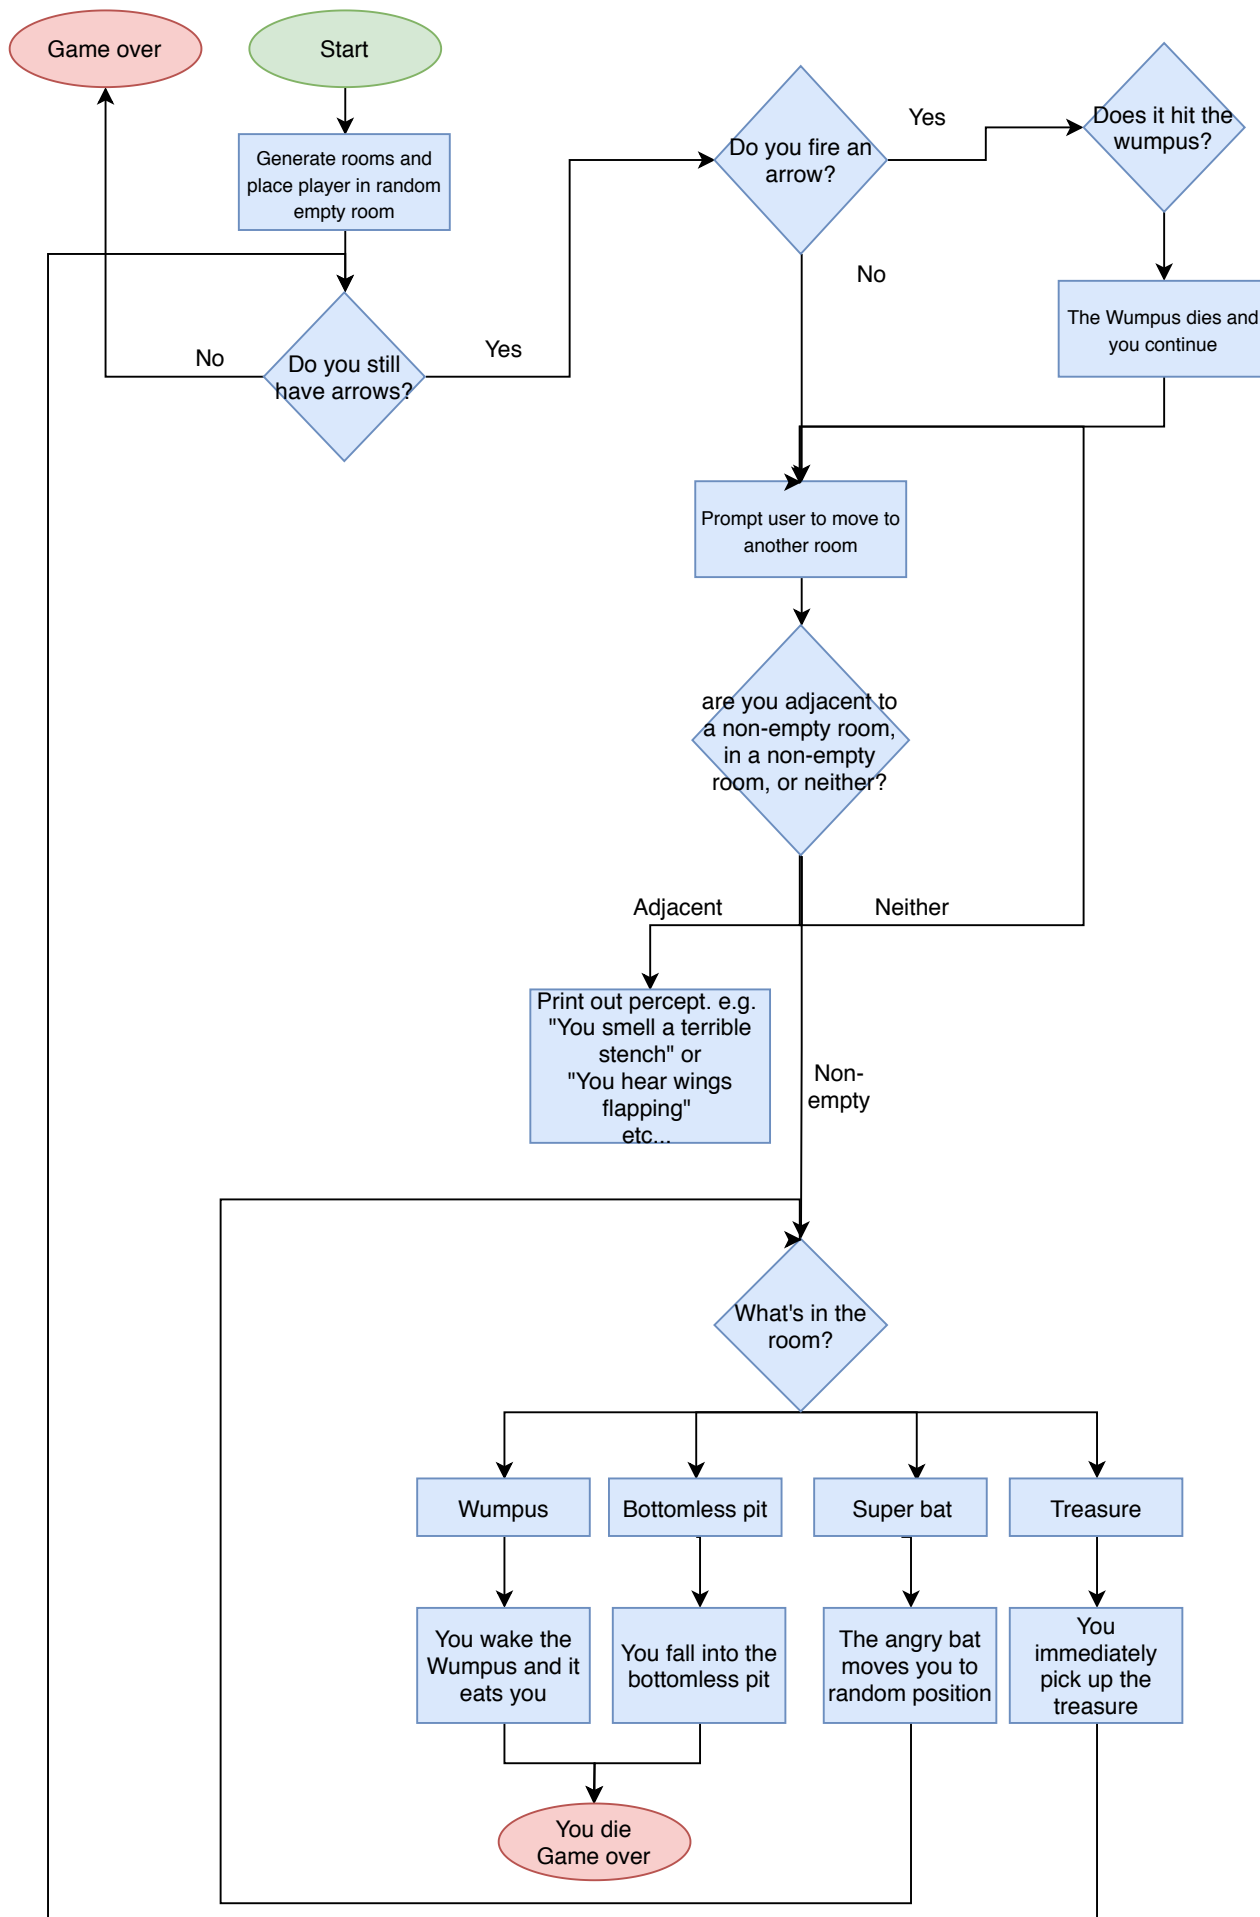 Game over
Start
Generate rooms and
place player in random
empty room
Do you still
have arrows?
No
Yes
Do you fire an
arrow?
Yes
No
Does it hit the
wumpus?
The Wumpus dies and
you continue
Prompt user to move to
another room
are you adjacent to
a non-empty room,
in a non-empty
room, or neither?
Adjacent
Neither
Print out percept. e.g.
"You smell a terrible
stench" or
"You hear wings
flapping"
etc...
Non-
empty
What's in the
room?
Wumpus
Bottomless pit
Super bat
Treasure
You wake the
Wumpus and it
eats you
You fall into the
bottomless pit
The angry bat
moves you to
random position
You
immediately
pick up the
treasure
You die
Game over